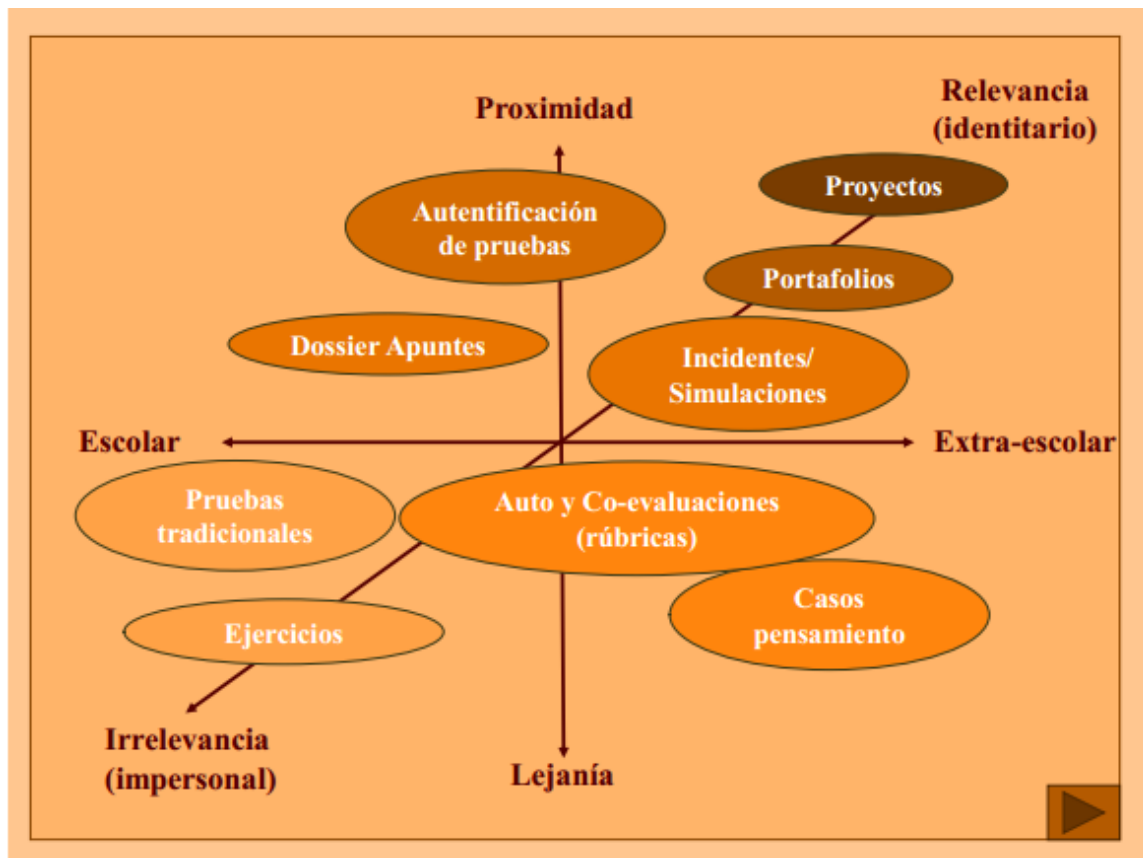 Proximidad
Relevancia
(identitario)
Proyectos
Autentificación
de pruebas
Portafolios
Dossier Apuntes
Incidentes/
Simulaciones
Escolar
Extra-escolar
Pruebas
tradicionales
Auto y Co-evaluaciones
(rúbricas)
Casos
pensamiento
Ejercicios
Irrelevancia
(impersonal)
Lejanía